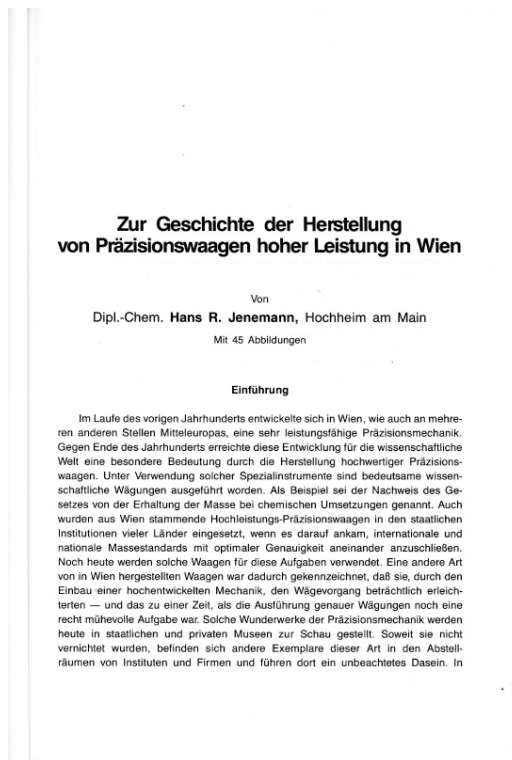 Zur Geschichte der Herstellung
von Präzisionswaagen hoher Leistung in Wien
Von
Dipl.-Chem. Hans R. Jenemann, Hochheim am Main
Mit 45 Abbildungen
Einführung
Im Laufe des vorigen Jahrhunderts entwickelte sich in Wien, wie auch an mehre-
ren anderen Stellen Mitteleuropas, eine sehr leistungsfähige Präzisionsmechanik.
Gegen Ende des Jahrhunderts erreichte diese Entwicklung für die wissenschaftliche
Welt eine besondere Bedeutung durch die Herstellung hochwertiger Präzisions-
waagen. Unter Verwendung solcher Spezialinstrumente sind bedeutsame wissen-
schaftliche Wägungen ausgeführt worden. Als Beispiel sei der Nachweis des Ge-
setzes von der Erhaltung der Masse bei chemischen Umsetzungen genannt. Auch
wurden aus Wien stammende Hochleistungs-Präzisionswaagen in den staatlichen
Institutionen vieler Länder eingesetzt, wenn es darauf ankam, internationale und
nationale Massestandards mit optimaler Genauigkeit aneinander anzuschließen.
Noch heute werden solche Waagen für diese Aufgaben verwendet. Eine andere Art
von in Wien hergestellten Waagen war dadurch gekennzeichnet, daß sie, durch den
Einbau einer hochentwickelten Mechanik, den Wägevorgang beträchtlich erleich-
terten — und das zu einer Zeit, als die Ausführung genauer Wägungen noch eine
recht mühevolle Aufgabe war. Solche Wunderwerke der Präzisionsmechanik werden
heute in staatlichen und privaten Museen zur Schau gestellt. Soweit sie nicht
vernichtet wurden, befinden sich andere Exemplare dieser Art in den Abstell-
räumen von Instituten und Firmen und führen dort ein unbeachtetes Dasein. In